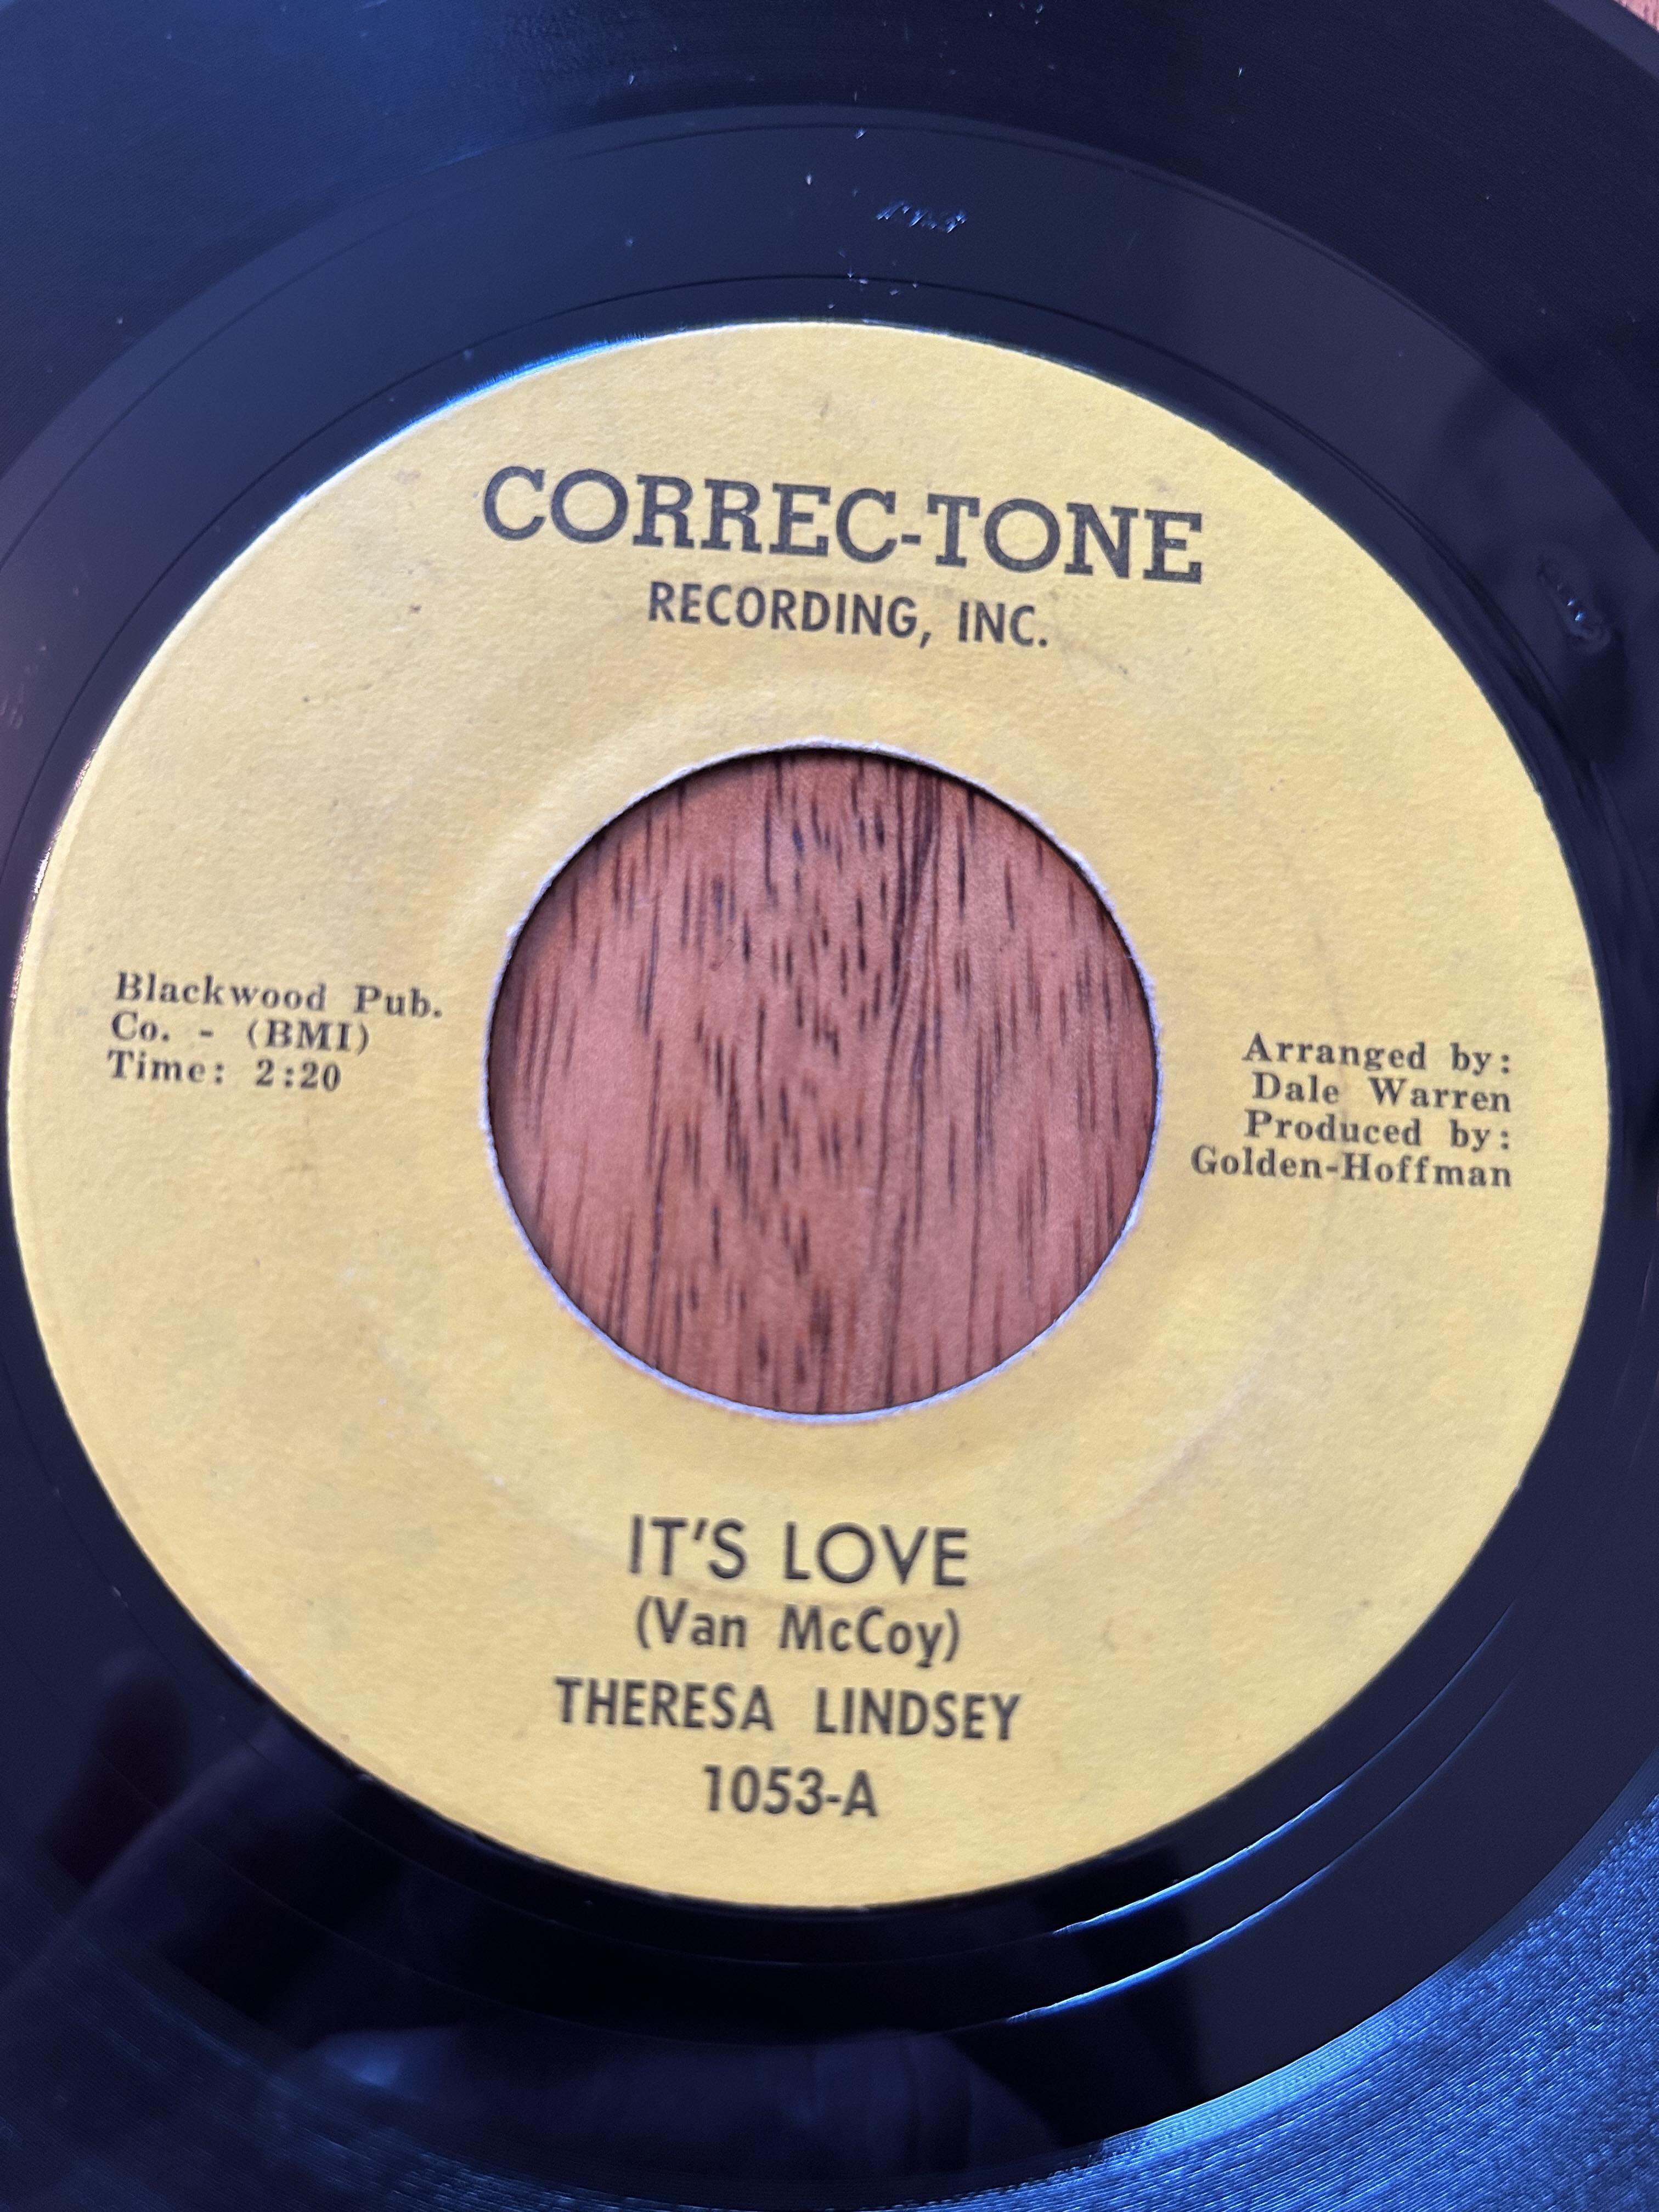 CORREC-TONE
RECORDING, INC.
Blackwood Pub.
Co. - (BMI)
Time: 2:20
Arranged by:
Dale Warren
Produced by:
Golden-Hoffman
IT'S LOVE
(Van McCoy)
THERESA LINDSEY
1053-A